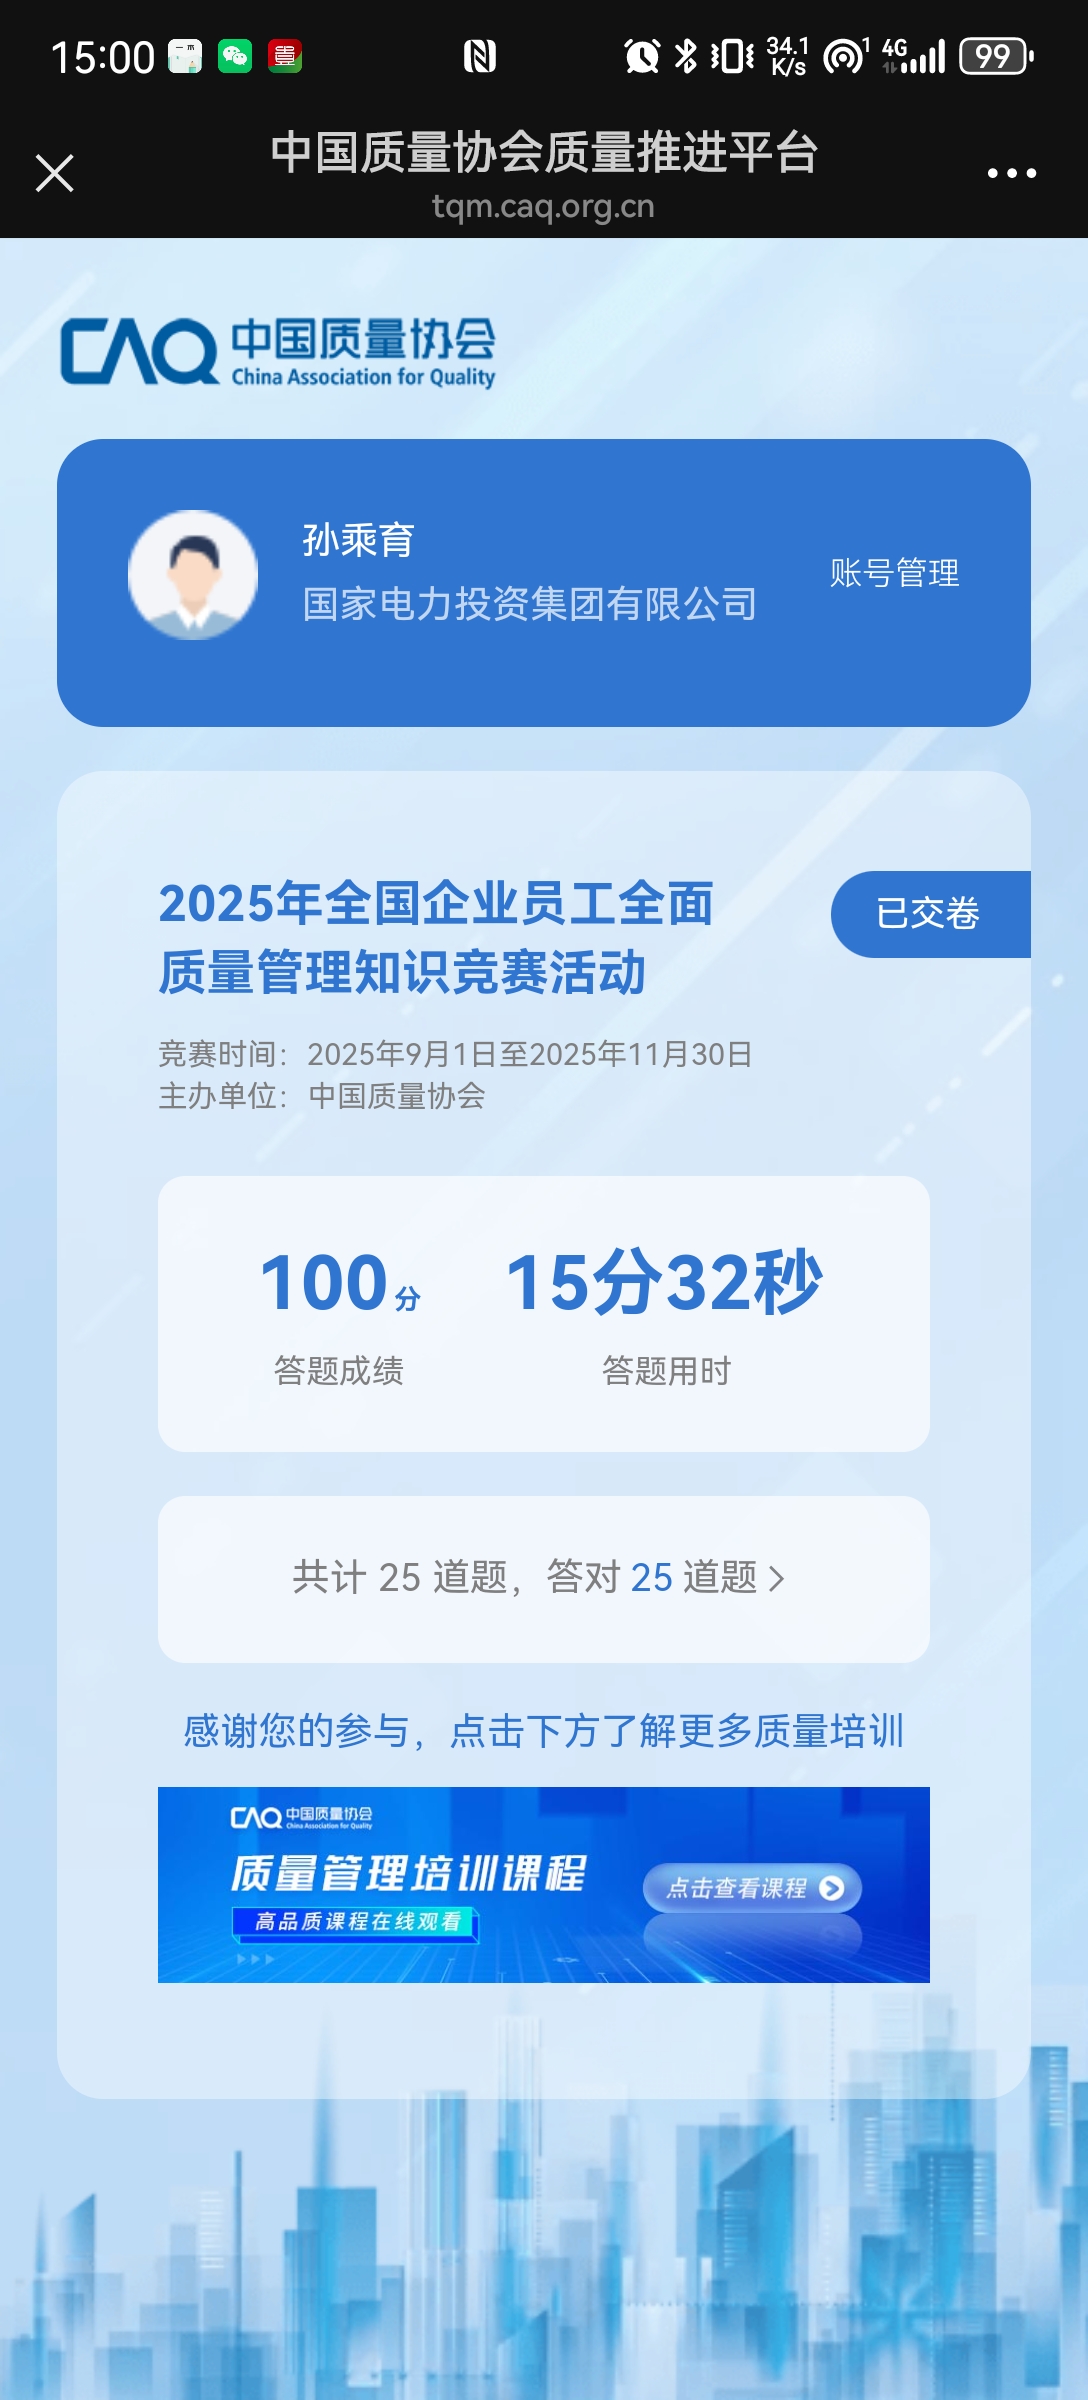 15:00
34.1 K/s
4G
99
中国质量协会质量推进平台
tqm.caq.org.cn
CAQ 中国质量协会
China Association for Quality
孙乘育
国家电力投资集团有限公司
账号管理
2025年全国企业员工全面
质量管理知识竞赛活动
已交卷
竞赛时间：2025年9月1日至2025年11月30日
主办单位：中国质量协会
100分
15分32秒
答题成绩
答题用时
共计 25 道题，答对 25 道题
感谢您的参与，点击下方了解更多质量培训
CAQ 中国质量协会
China Association for Quality
质量管理培训课程
高品质课程在线观看
点击查看课程